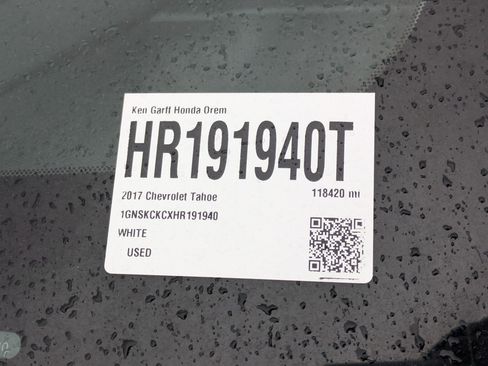 Ken Garff Honda Orem
HR191940T
2017 Chevrolet Tahoe 118420 mi
1GNSKCKCXHR191940
WHITE
USED